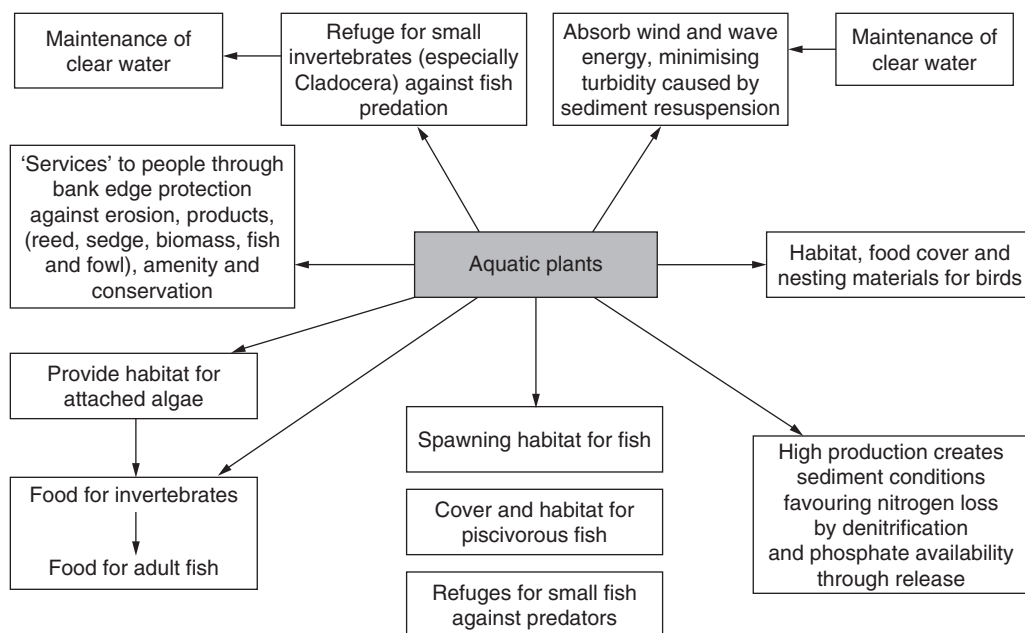 Maintenance of
clear water
Refuge for small
invertebrates (especially
Cladocera) against fish
predation
Absorb wind and wave
energy, minimising
turbidity caused by
sediment resuspension
Maintenance of
clear water
‘Services’ to people through
bank edge protection
against erosion, products,
(reed, sedge, biomass, fish
and fowl), amenity and
conservation
Aquatic plants
Habitat, food cover and
nesting materials for birds
Provide habitat for
attached algae
Food for invertebrates
Food for adult fish
Spawning habitat for fish
Cover and habitat for
piscivorous fish
Refuges for small fish
against predators
High production creates
sediment conditions
favouring nitrogen loss
by denitrification
and phosphate availability
through release